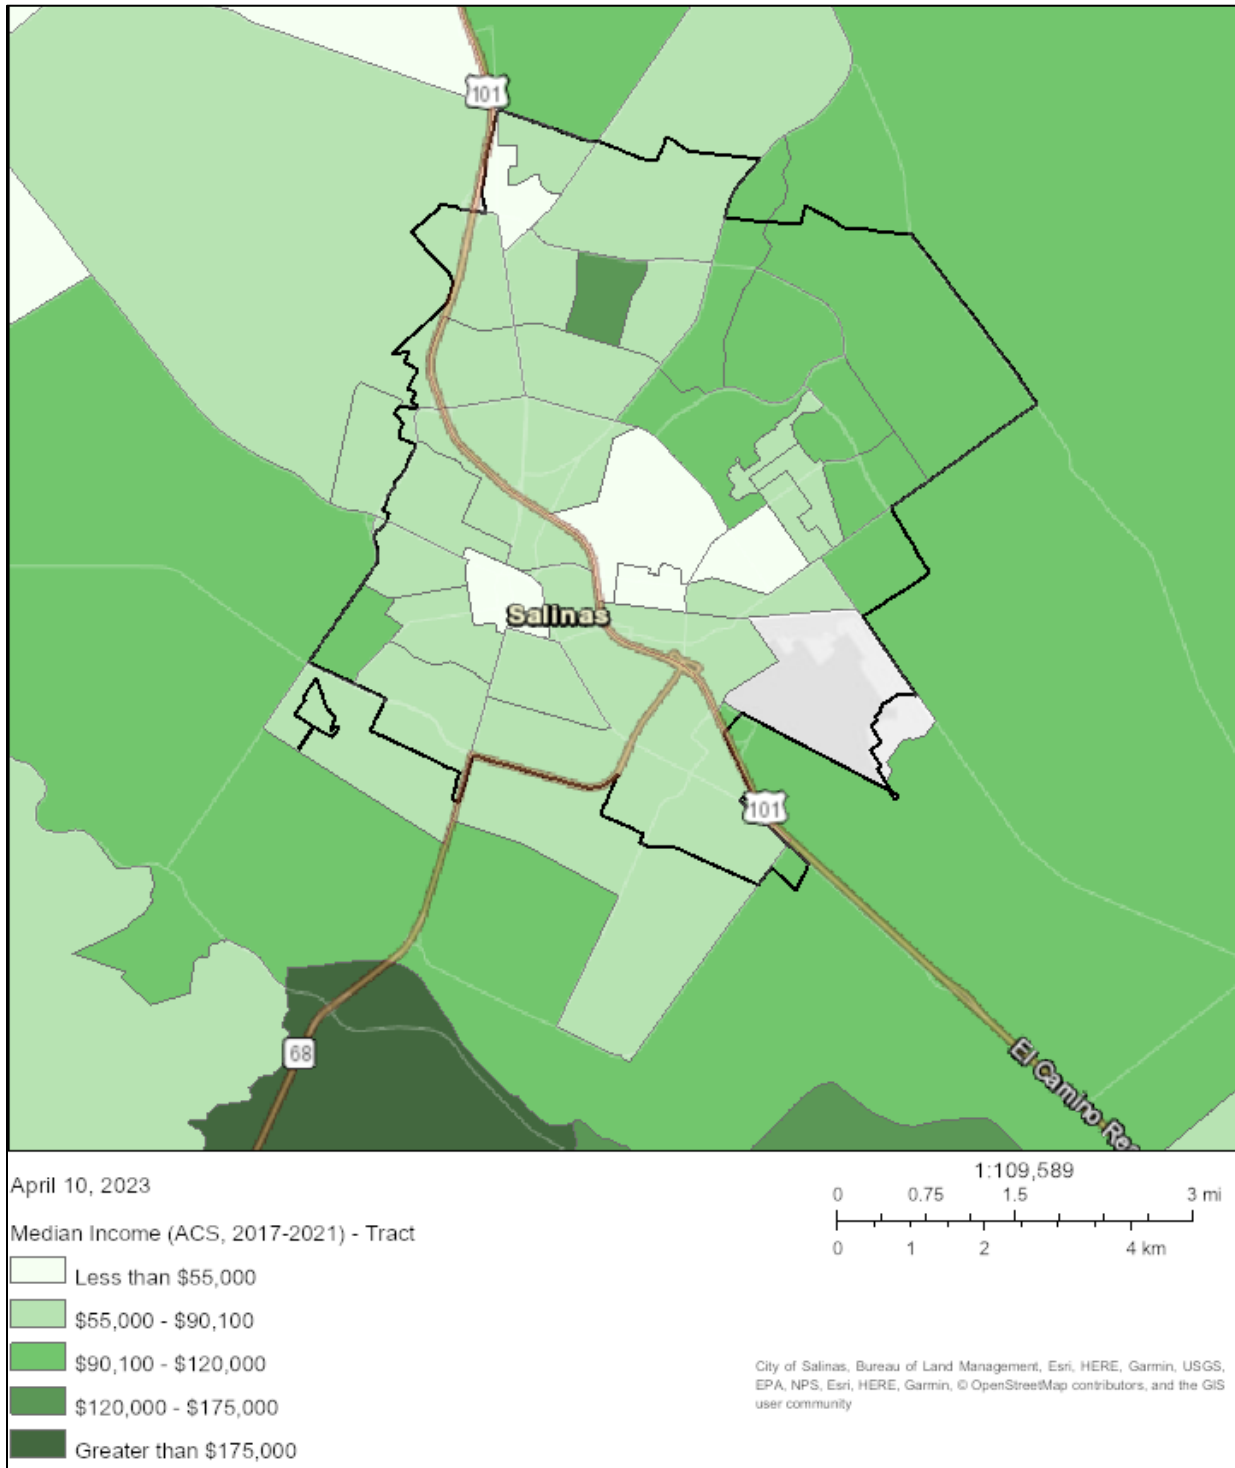 101
Salinas
101
68
El Camino Rea
April 10, 2023
1:109,589
0 0.75 1.5 3 mi
0 1 2 4 km
Median Income (ACS, 2017-2021) - Tract
Less than $55,000
$55,000 - $90,100
$90,100 - $120,000
$120,000 - $175,000
Greater than $175,000
City of Salinas, Bureau of Land Management, Esri, HERE, Garmin, USGS,
EPA, NPS, Esri, HERE, Garmin, © OpenStreetMap contributors, and the GIS
user community